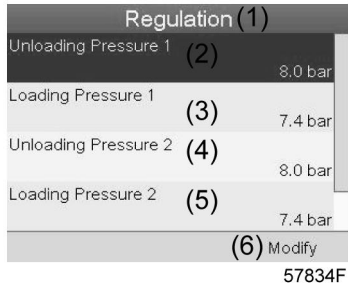 Regulation (1)
Unloading Pressure 1
(2)
8.0 bar
Loading Pressure 1
(3)
7.4 bar
Unloading Pressure 2
(4)
8.0 bar
Loading Pressure 2
(5)
7.4 bar
(6) Modify
57834F